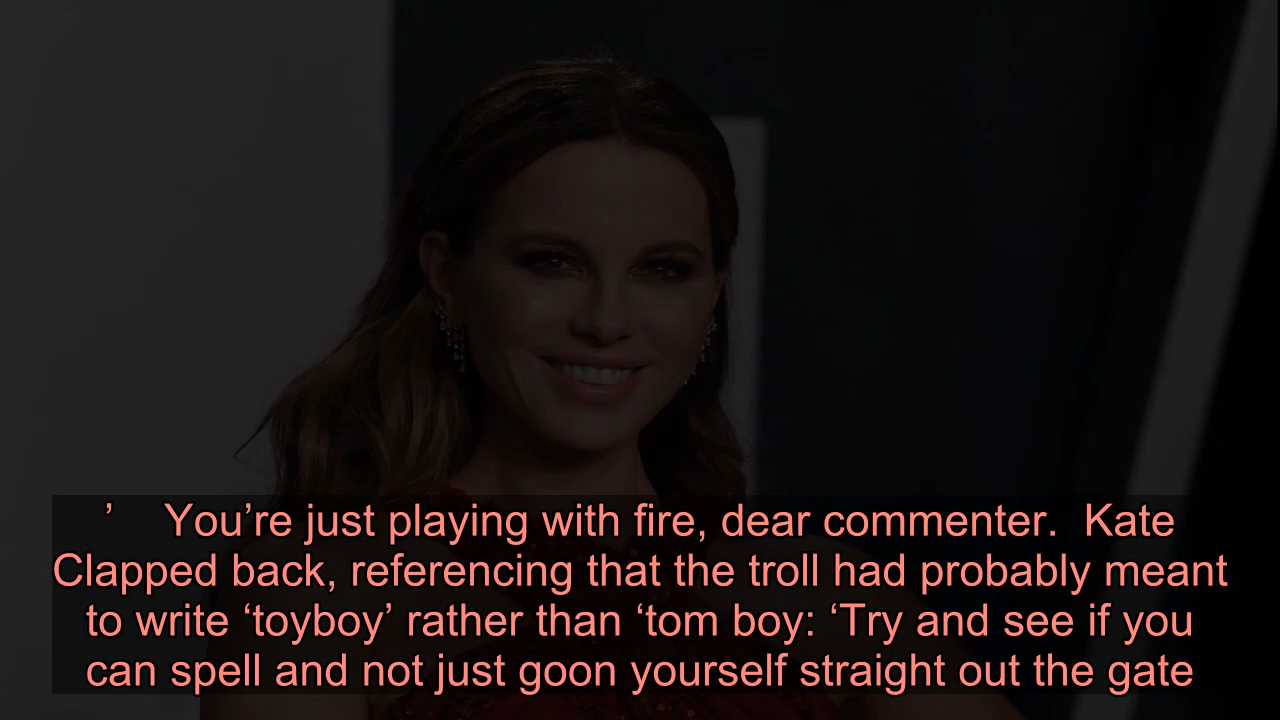 ’ You’re just playing with fire, dear commenter. Kate
Clapped back, referencing that the troll had probably meant
to write ‘toyboy’ rather than ‘tom boy: ‘Try and see if you
can spell and not just goon yourself straight out the gate